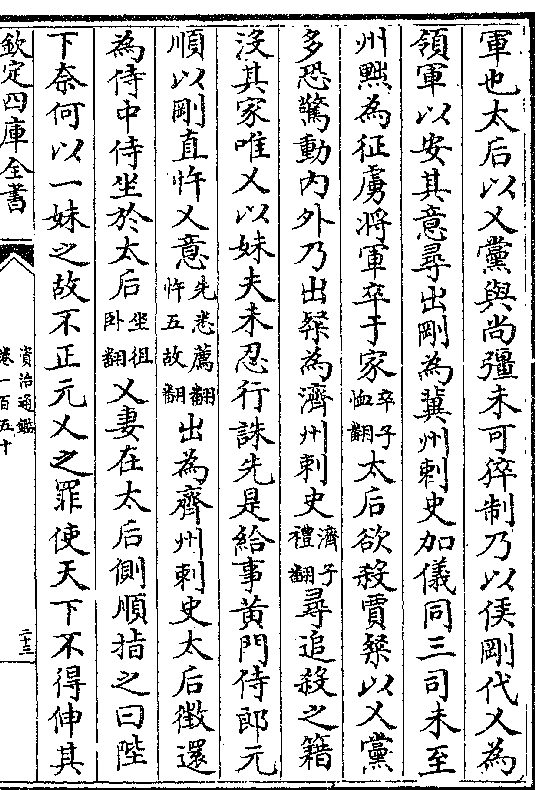 軍也太后以乂黨與尚彊未可猝制乃以侯剛代乂為
領軍以安其意尋出剛為冀州刺史加儀同三司未至
州黜為征虜將軍卒于家卒子恤翻太后欲殺賈粲以乂黨
多恐驚動内外乃出粲為濟州刺史濟子禮翻尋追殺之籍
没其家唯乂以妹夫未忍行誅先是給事黄門侍郎元
順以剛直忤乂意先悉薦翻忤五故翻出為齊州刺史太后徴還
為侍中侍坐於太后坐徂卧翻乂妻在太后側順指之曰陛
下奈何以一妹之故不正元乂之罪使天下不得伸其
欽定四庫全書
資治通鑑
卷一百五十
二十三